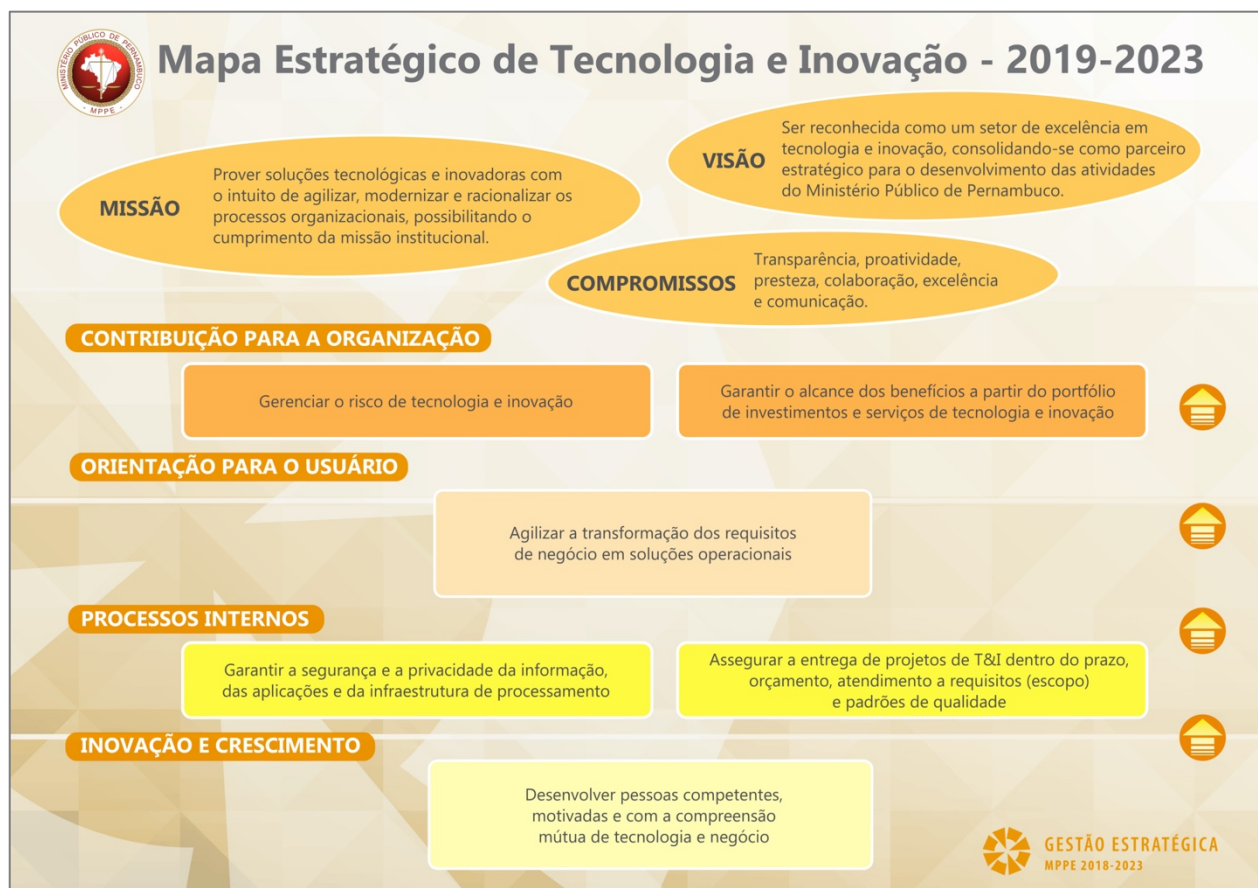 MINISTÉRIO PÚBLICO DE PERNAMBUCO
- MPPE -
Mapa Estratégico de Tecnologia e Inovação - 2019-2023
MISSÃO
Prover soluções tecnológicas e inovadoras com
o intuito de agilizar, modernizar e racionalizar os
processos organizacionais, possibilitando o
cumprimento da missão institucional.
VISÃO
Ser reconhecida como um setor de excelência em
tecnologia e inovação, consolidando-se como parceiro
estratégico para o desenvolvimento das atividades
do Ministério Público de Pernambuco.
COMPROMISSOS
Transparência, proatividade,
presteza, colaboração, excelência
e comunicação.
CONTRIBUIÇÃO PARA A ORGANIZAÇÃO
Gerenciar o risco de tecnologia e inovação
Garantir o alcance dos benefícios a partir do portfólio
de investimentos e serviços de tecnologia e inovação
ORIENTAÇÃO PARA O USUÁRIO
Agilizar a transformação dos requisitos
de negócio em soluções operacionais
PROCESSOS INTERNOS
Garantir a segurança e a privacidade da informação,
das aplicações e da infraestrutura de processamento
Assegurar a entrega de projetos de T&I dentro do prazo,
orçamento, atendimento a requisitos (escopo)
e padrões de qualidade
INOVAÇÃO E CRESCIMENTO
Desenvolver pessoas competentes,
motivadas e com a compreensão
mútua de tecnologia e negócio
GESTÃO ESTRATÉGICA
MPPE 2018-2023